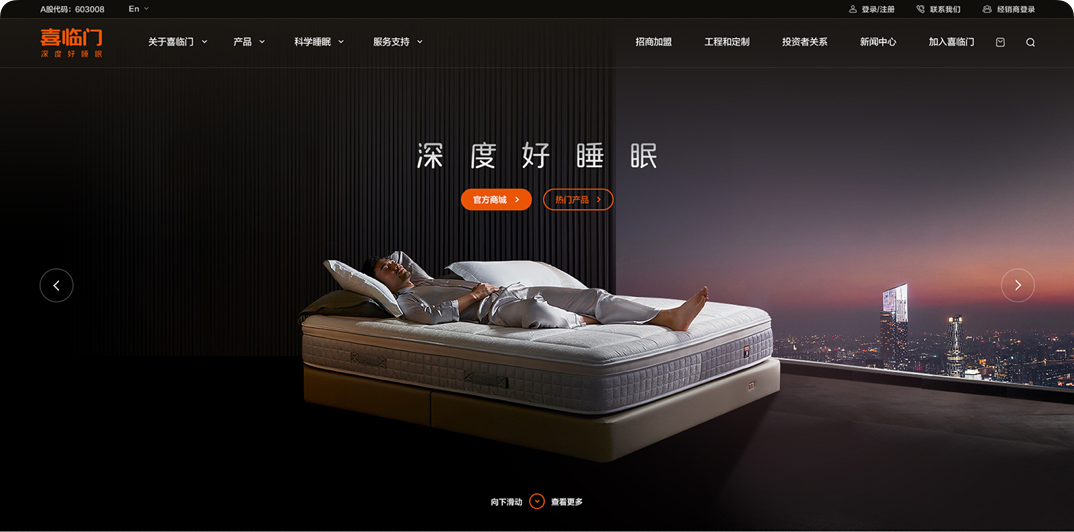 A股代码：603008 En 登录/注册 联系我们 经销商登录
喜临门
深度好睡眠
关于喜临门 产品 科学睡眠 服务支持 招商加盟 工程和定制 投资者关系 新闻中心 加入喜临门
深度好睡眠
官方商城 热门产品
向下滑动 查看更多